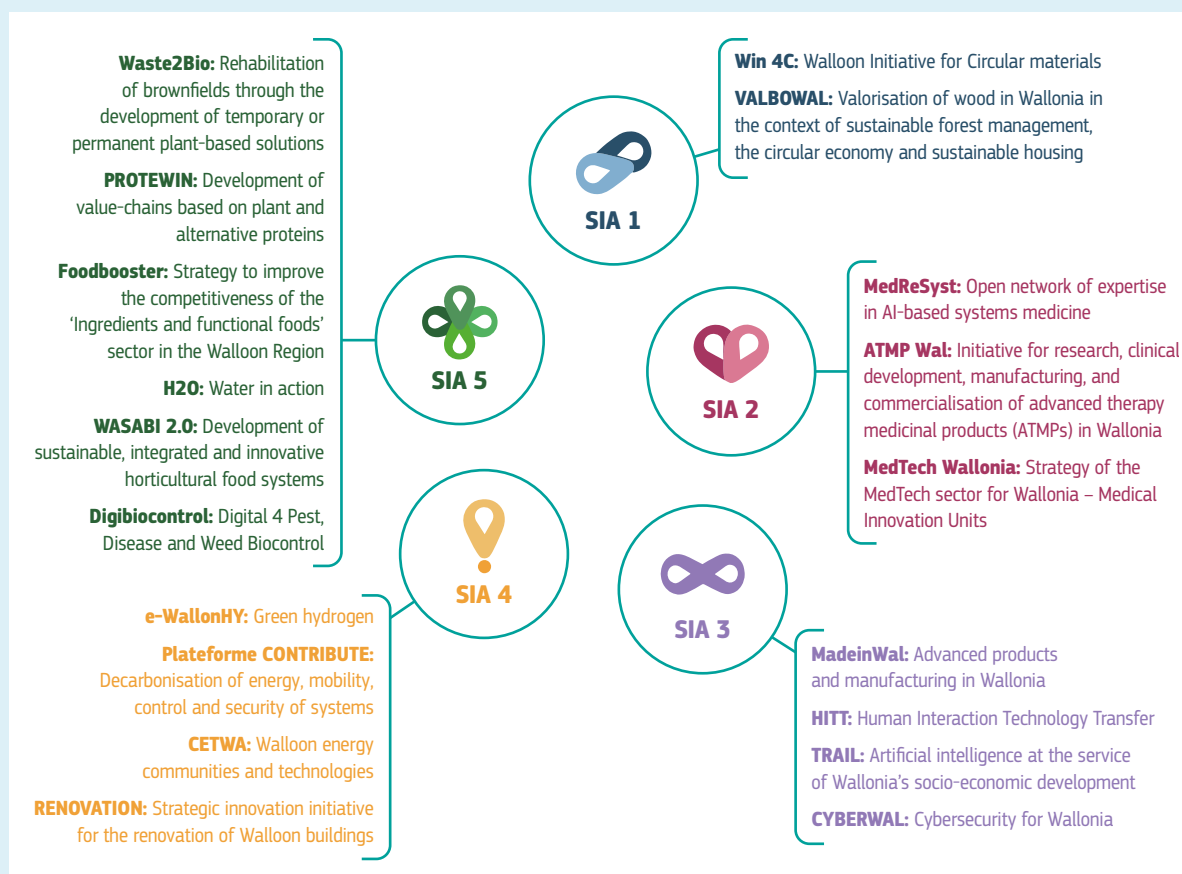 Win 4C: Walloon Initiative for Circular materials
VALBOWAL: Valorisation of wood in Wallonia in
the context of sustainable forest management,
the circular economy and sustainable housing
SIA 1
MedReSyst: Open network of expertise
in AI-based systems medicine
ATMP Wal: Initiative for research, clinical
development, manufacturing, and
commercialisation of advanced therapy
medicinal products (ATMPs) in Wallonia
MedTech Wallonia: Strategy of the
MedTech sector for Wallonia – Medical
Innovation Units
SIA 2
SIA 3
MadeinWal: Advanced products
and manufacturing in Wallonia
HITT: Human Interaction Technology Transfer
TRAIL: Artificial intelligence at the service
of Wallonia's socio-economic development
CYBERWAL: Cybersecurity for Wallonia
SIA 4
e-WallonHY: Green hydrogen
Plateforme CONTRIBUTE:
Decarbonisation of energy, mobility,
control and security of systems
CETWA: Walloon energy
communities and technologies
RENOVATION: Strategic innovation initiative
for the renovation of Walloon buildings
SIA 5
Waste2Bio: Rehabilitation
of brownfields through the
development of temporary or
permanent plant-based solutions
PROTEWIN: Development of
value-chains based on plant and
alternative proteins
Foodbooster: Strategy to improve
the competitiveness of the
'Ingredients and functional foods'
sector in the Walloon Region
H2O: Water in action
WASABI 2.0: Development of
sustainable, integrated and innovative
horticultural food systems
Digibiocontrol: Digital 4 Pest,
Disease and Weed Biocontrol